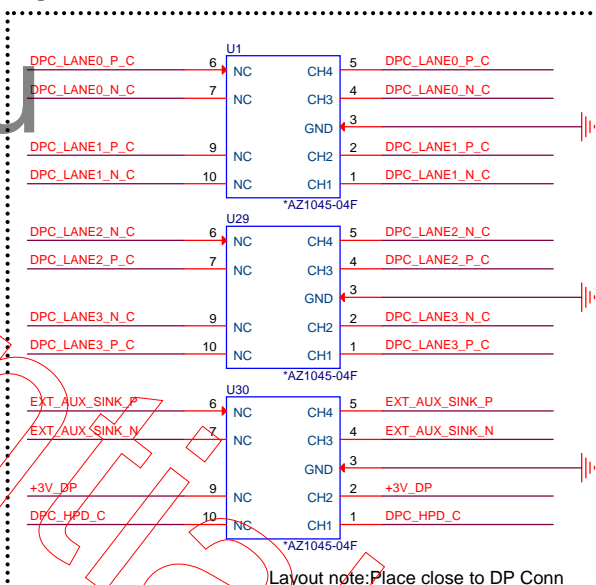 U1
DPC_LANE0_P_C 6 NC CH4 5 DPC_LANE0_P_C
DPC_LANE0_N_C 7 NC CH3 4 DPC_LANE0_N_C
GND 3
DPC_LANE1_P_C 9 NC CH2 2 DPC_LANE1_P_C
DPC_LANE1_N_C 10 NC CH1 1 DPC_LANE1_N_C
*AZ1045-04F
U29
DPC_LANE2_N_C 6 NC CH4 5 DPC_LANE2_N_C
DPC_LANE2_P_C 7 NC CH3 4 DPC_LANE2_P_C
GND 3
DPC_LANE3_N_C 9 NC CH2 2 DPC_LANE3_N_C
DPC_LANE3_P_C 10 NC CH1 1 DPC_LANE3_P_C
*AZ1045-04F
U30
EXT_AUX_SINK_P 6 NC CH4 5 EXT_AUX_SINK_P
EXT_AUX_SINK_N 7 NC CH3 4 EXT_AUX_SINK_N
GND 3
+3V_DP 9 NC CH2 2 +3V_DP
DPC_HPD_C 10 NC CH1 1 DPC_HPD_C
*AZ1045-04F
Layout note:Place close to DP Conn